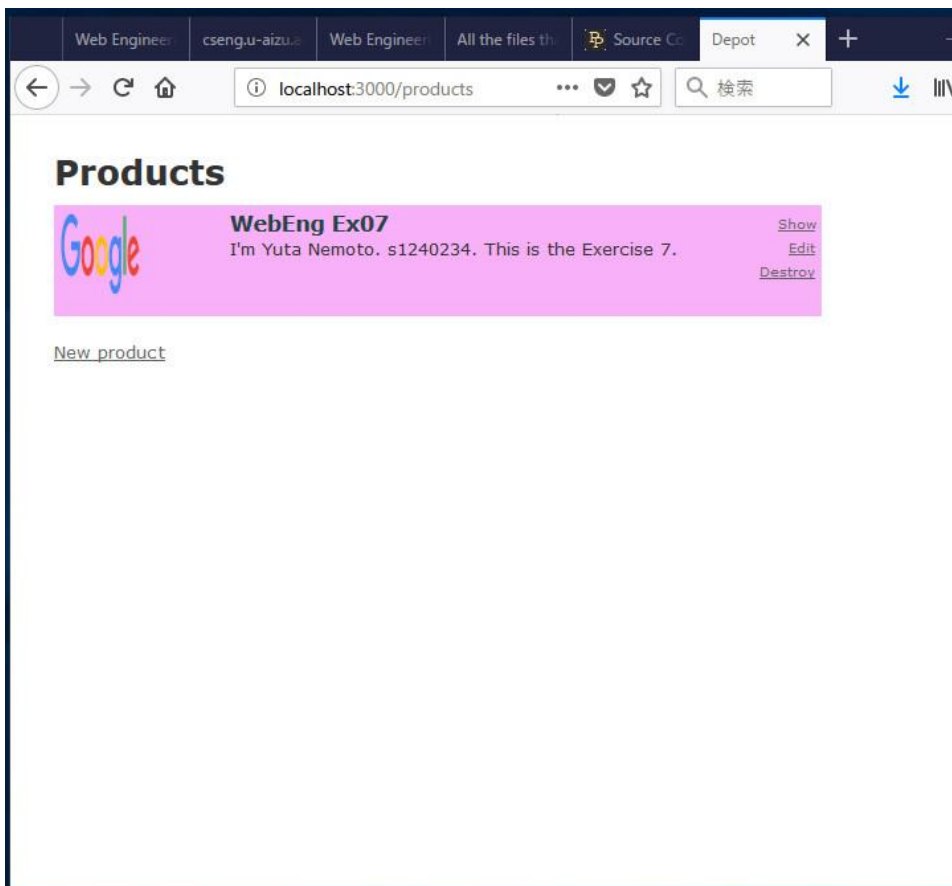 Web Engineer
cseng.u-aizu.a
Web Engineeri
All the files th
Source Co
Depot
localhost:3000/products
検索
Products
Google
WebEng Ex07
I'm Yuta Nemoto. s1240234. This is the Exercise 7.
Show
Edit
Destroy
New product